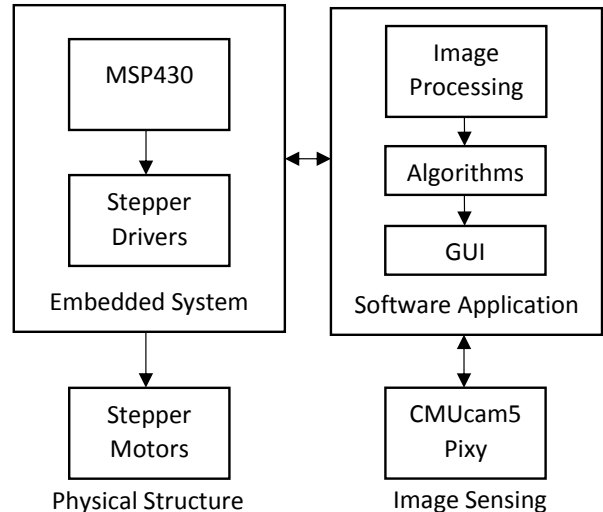 MSP430
Stepper
Drivers
Embedded System
Stepper
Motors
Physical Structure
Image
Processing
Algorithms
GUI
Software Application
CMUcam5
Pixy
Image Sensing